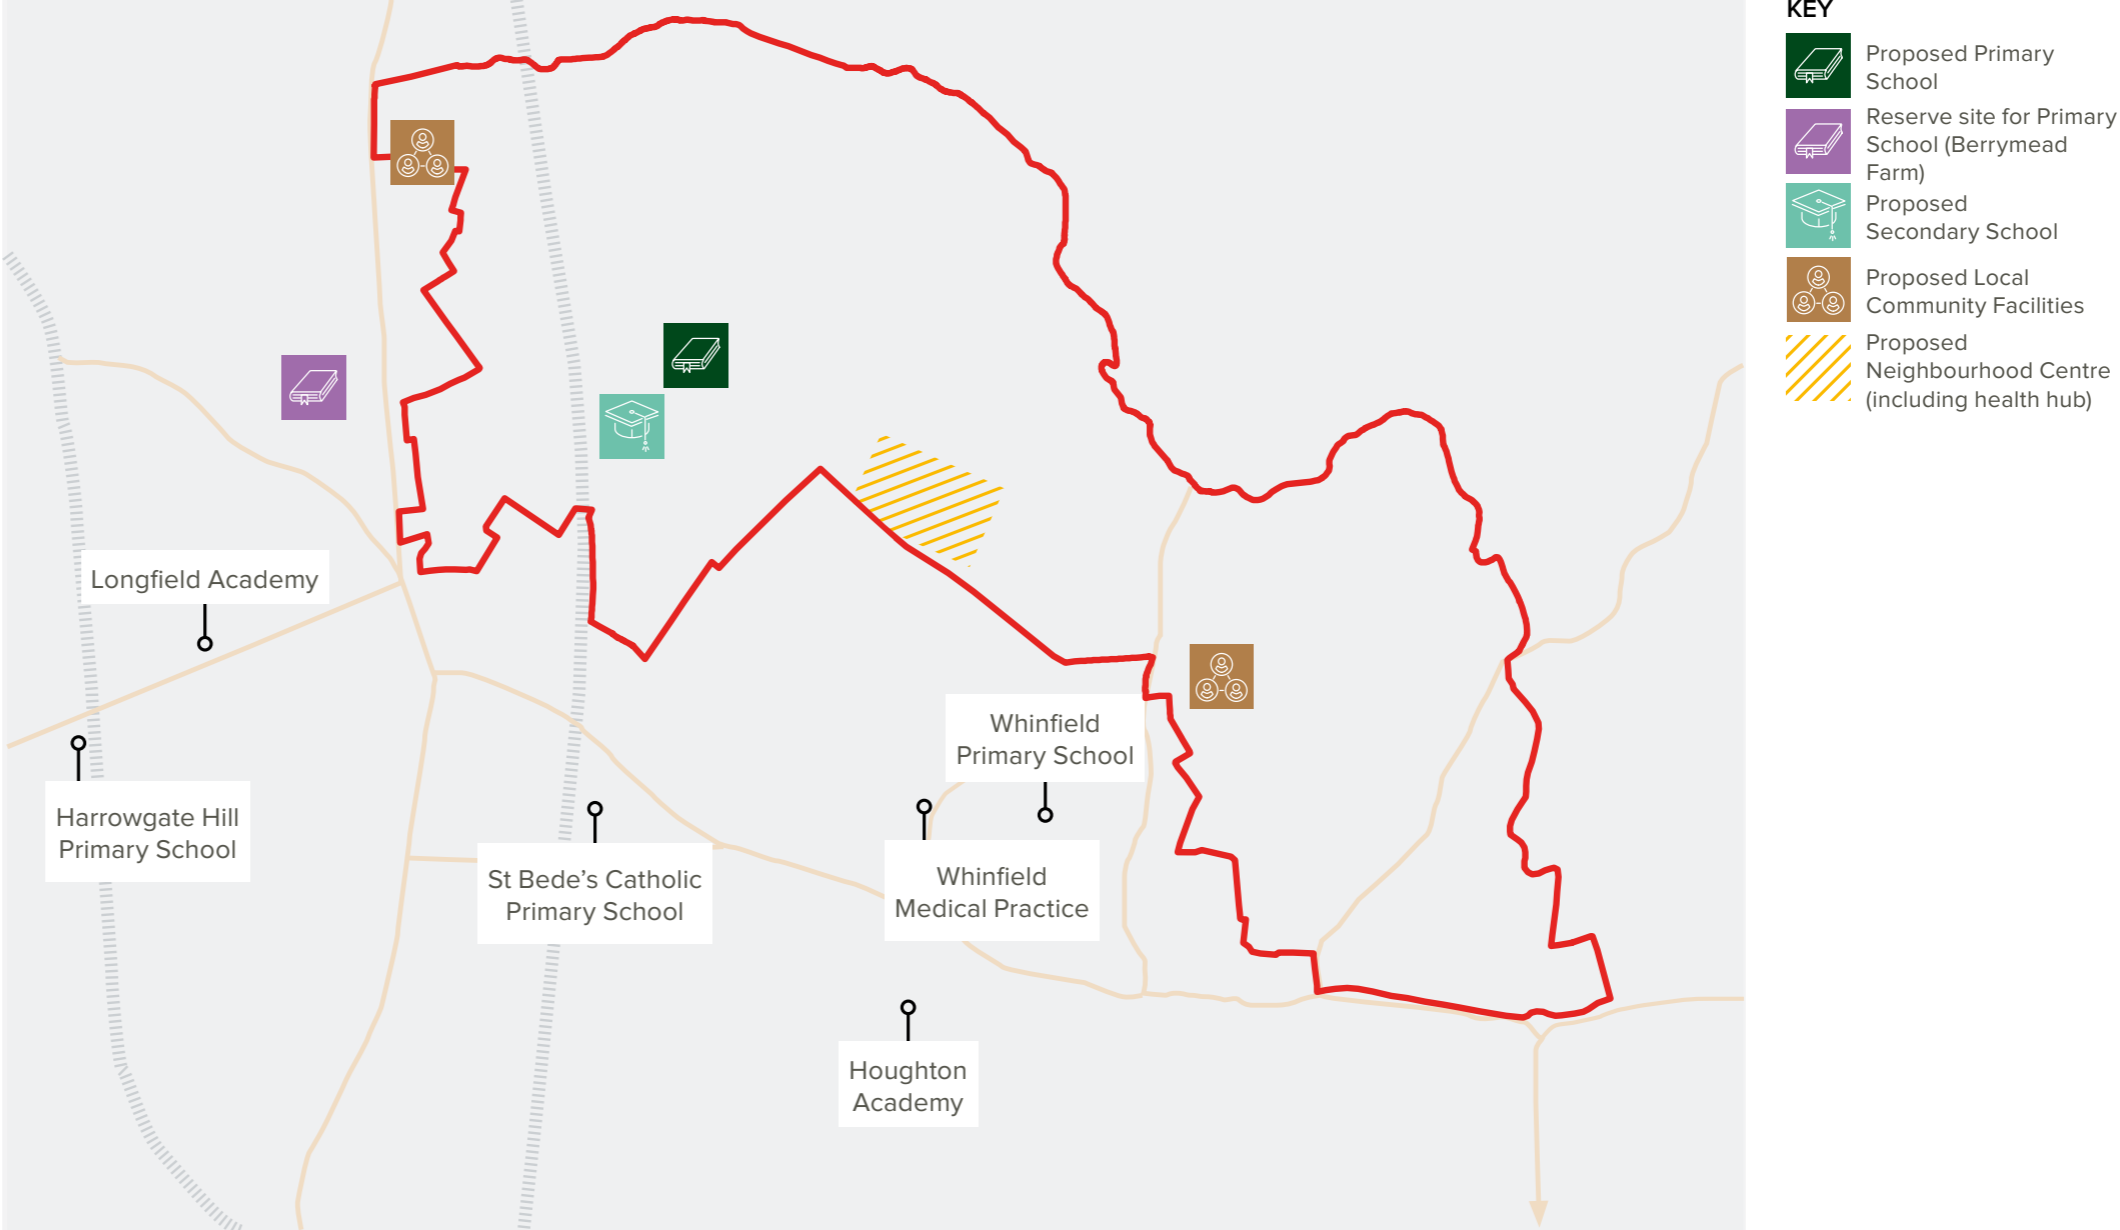 KEY
Proposed Primary
School
Reserve site for Primary
School (Berrymead
Farm)
Proposed
Secondary School
Proposed Local
Community Facilities
Proposed
Neighbourhood Centre
(including health hub)
Longfield Academy
Harrowgate Hill
Primary School
St Bede’s Catholic
Primary School
Whinfield
Primary School
Whinfield
Medical Practice
Houghton
Academy